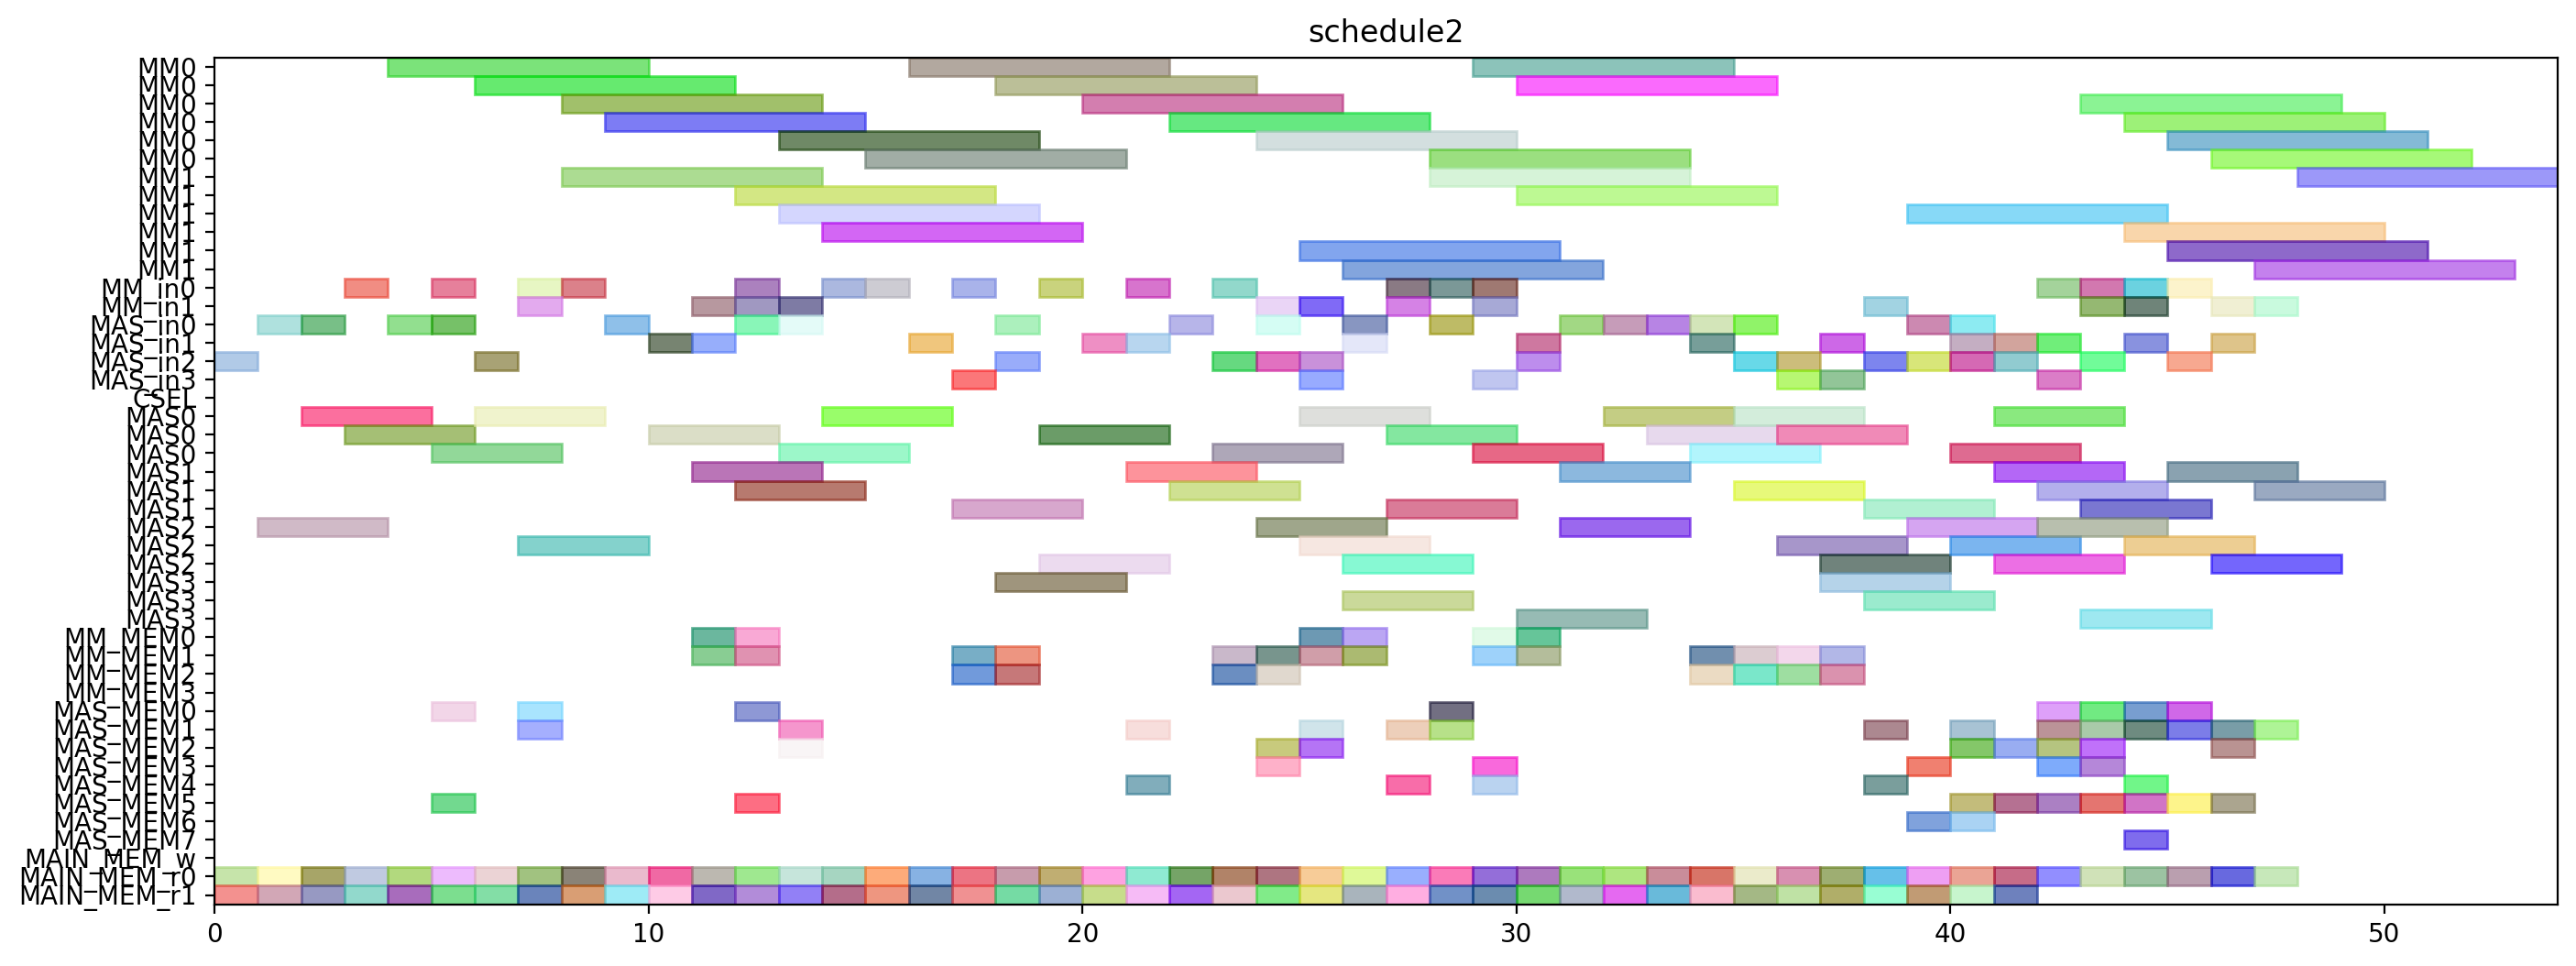 schedule2
MM0
MM0
MM0
MM0
MM0
MM0
MM1
MM1
MM1
MM1
MM1
MM1
MM_in0
MM_in1
MAS_in0
MAS_in1
MAS_in2
MAS_in3
CSEL
MAS0
MAS0
MAS0
MAS1
MAS1
MAS1
MAS2
MAS2
MAS2
MAS3
MAS3
MAS3
MM_MEM0
MM_MEM1
MM_MEM2
MM_MEM3
MAS_MEM0
MAS_MEM1
MAS_MEM2
MAS_MEM3
MAS_MEM4
MAS_MEM5
MAS_MEM6
MAS_MEM7
MAIN_MEM_w
MAIN_MEM_r0
MAIN_MEM_r1
0 10 20 30 40 50